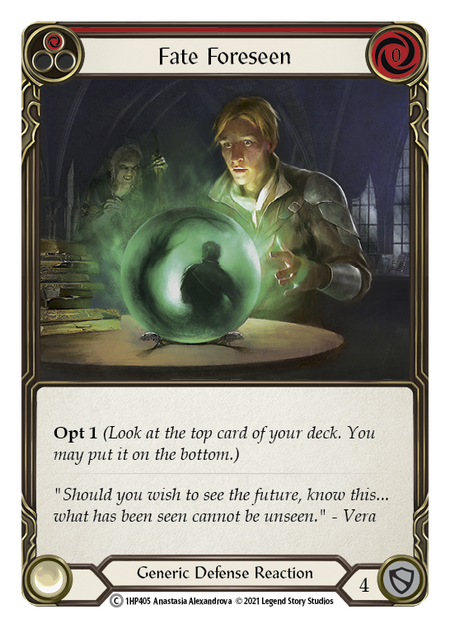 Fate Foreseen
0
Opt 1 (Look at the top card of your deck. You
may put it on the bottom.)
"Should you wish to see the future, know this...
what has been seen cannot be unseen." - Vera
Generic Defense Reaction
4
C 1HP405 Anastasia Alexandrova © 2021 Legend Story Studios